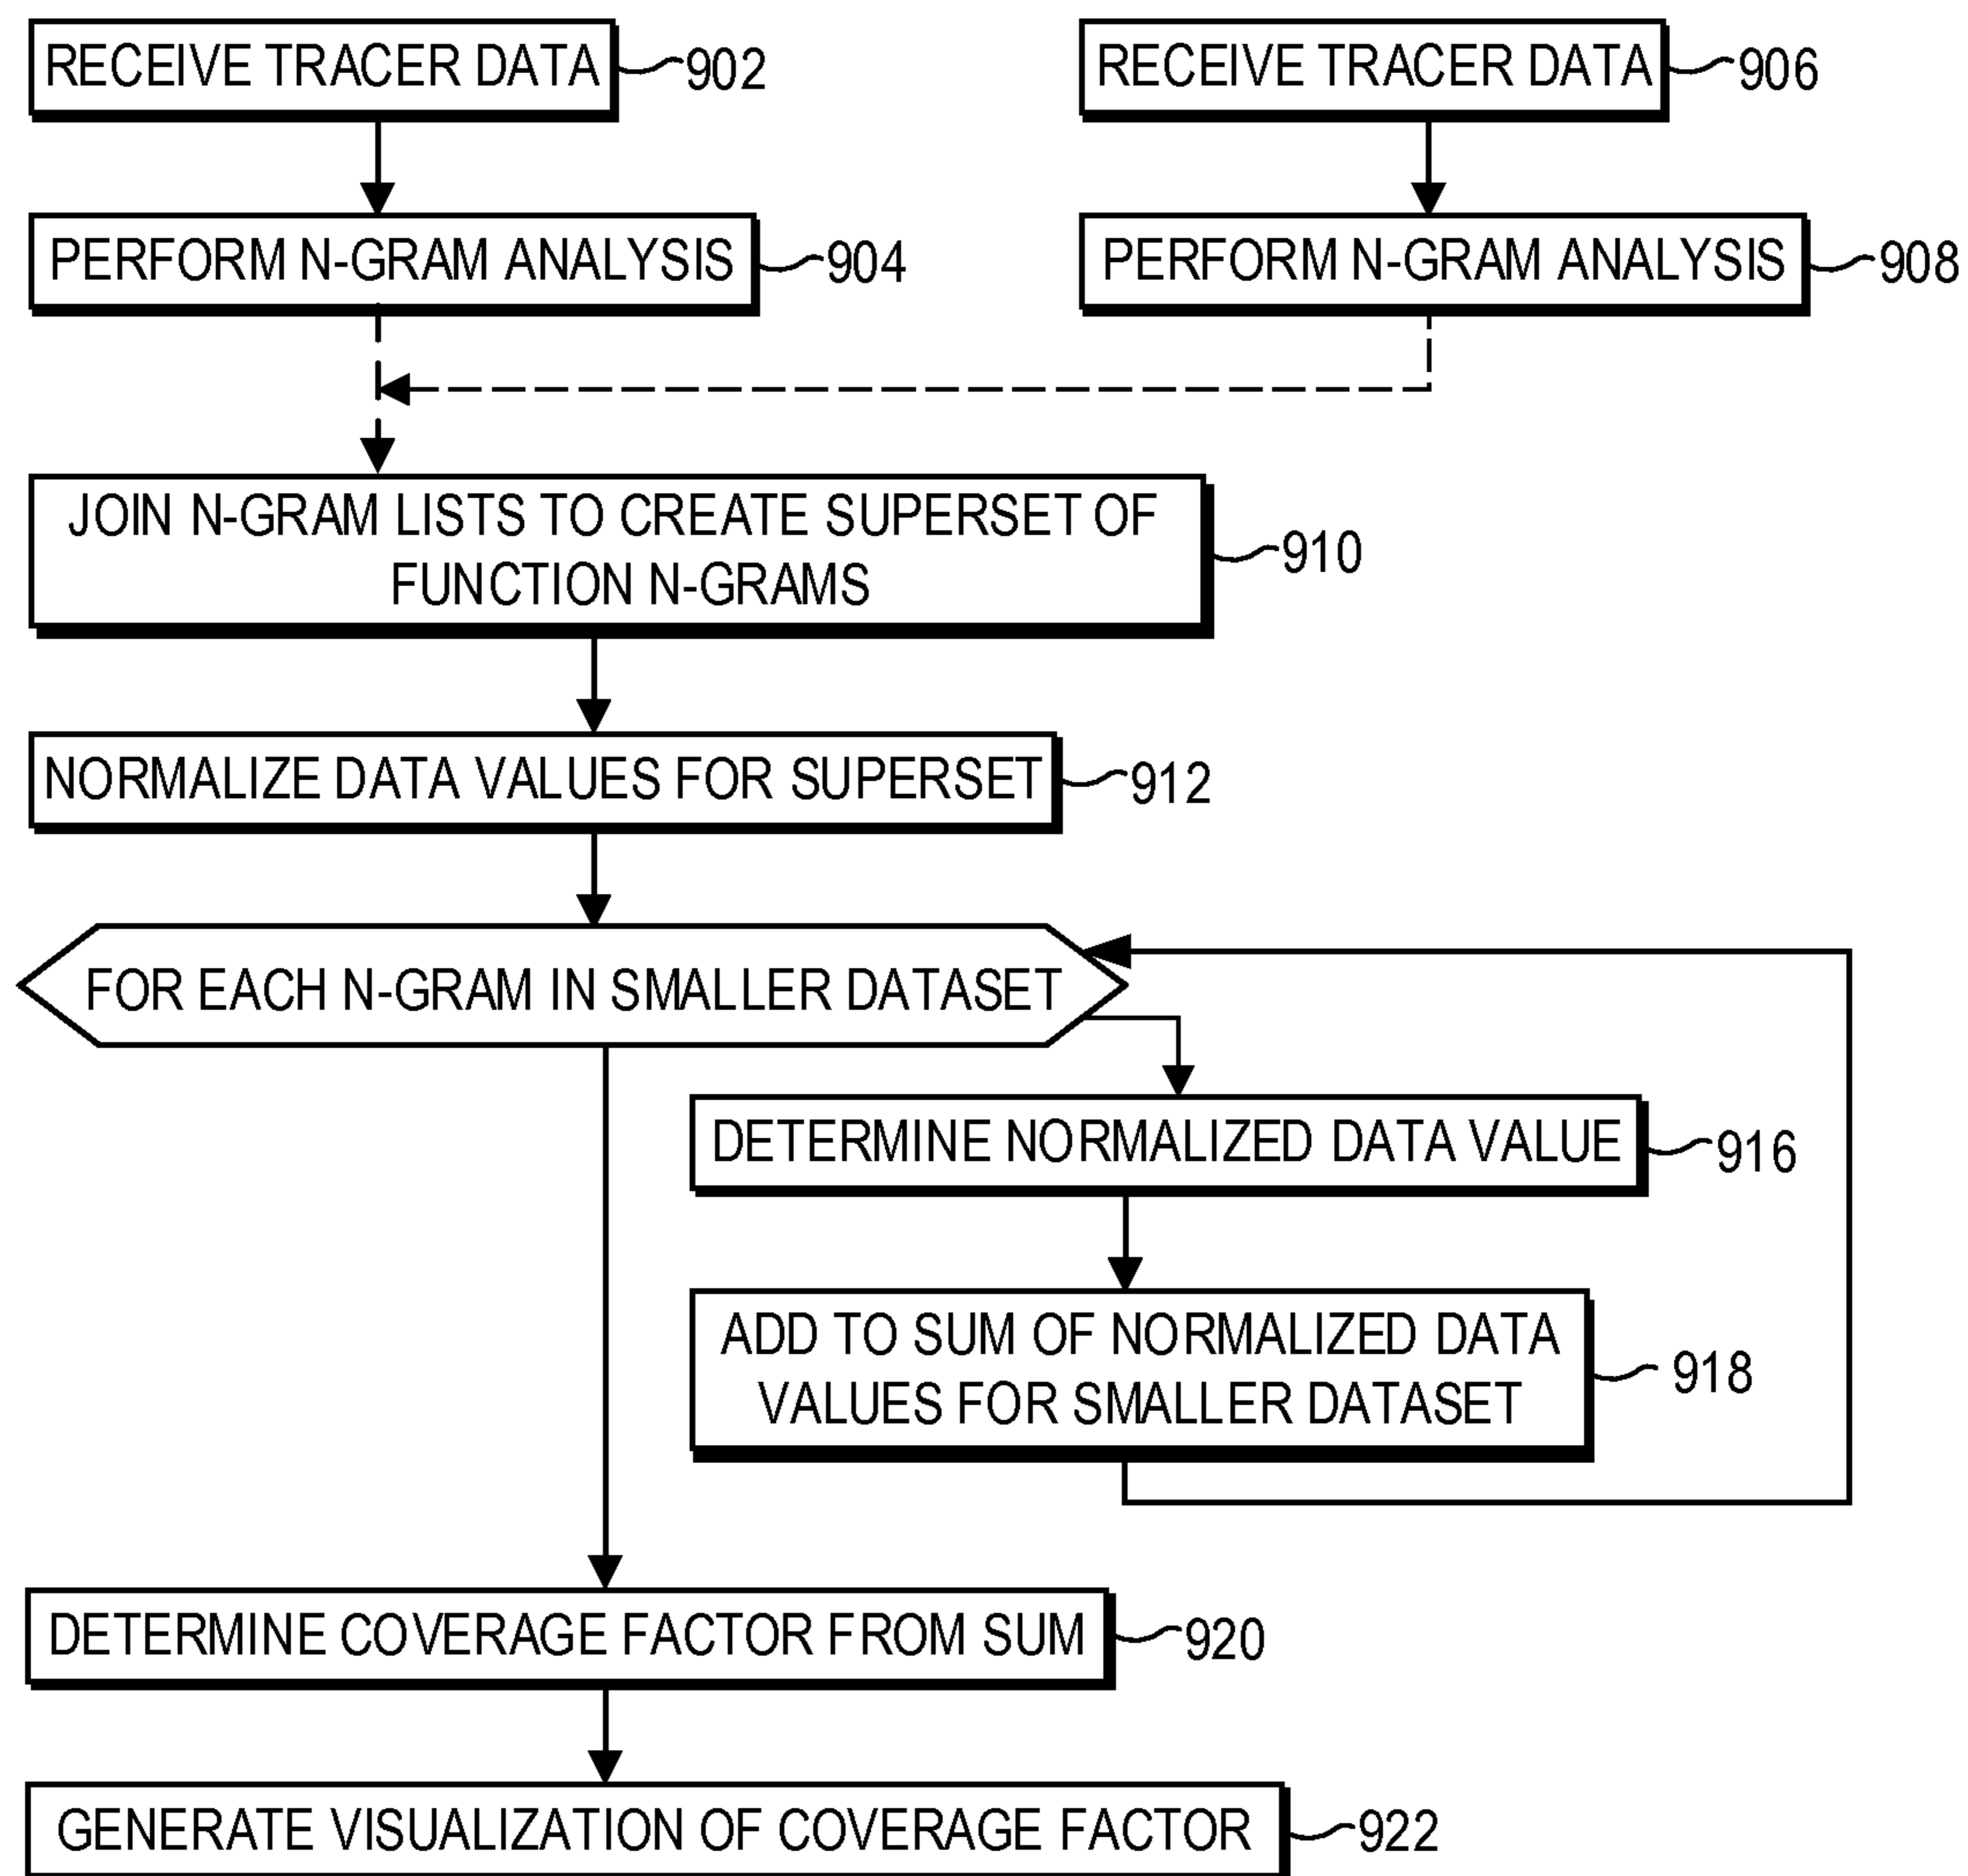 RECEIVE TRACER DATA 902
RECEIVE TRACER DATA 906
PERFORM N-GRAM ANALYSIS 904
PERFORM N-GRAM ANALYSIS 908
JOIN N-GRAM LISTS TO CREATE SUPERSET OF
FUNCTION N-GRAMS
910
NORMALIZE DATA VALUES FOR SUPERSET 912
FOR EACH N-GRAM IN SMALLER DATASET
DETERMINE NORMALIZED DATA VALUE 916
ADD TO SUM OF NORMALIZED DATA
VALUES FOR SMALLER DATASET
918
DETERMINE COVERAGE FACTOR FROM SUM 920
GENERATE VISUALIZATION OF COVERAGE FACTOR 922